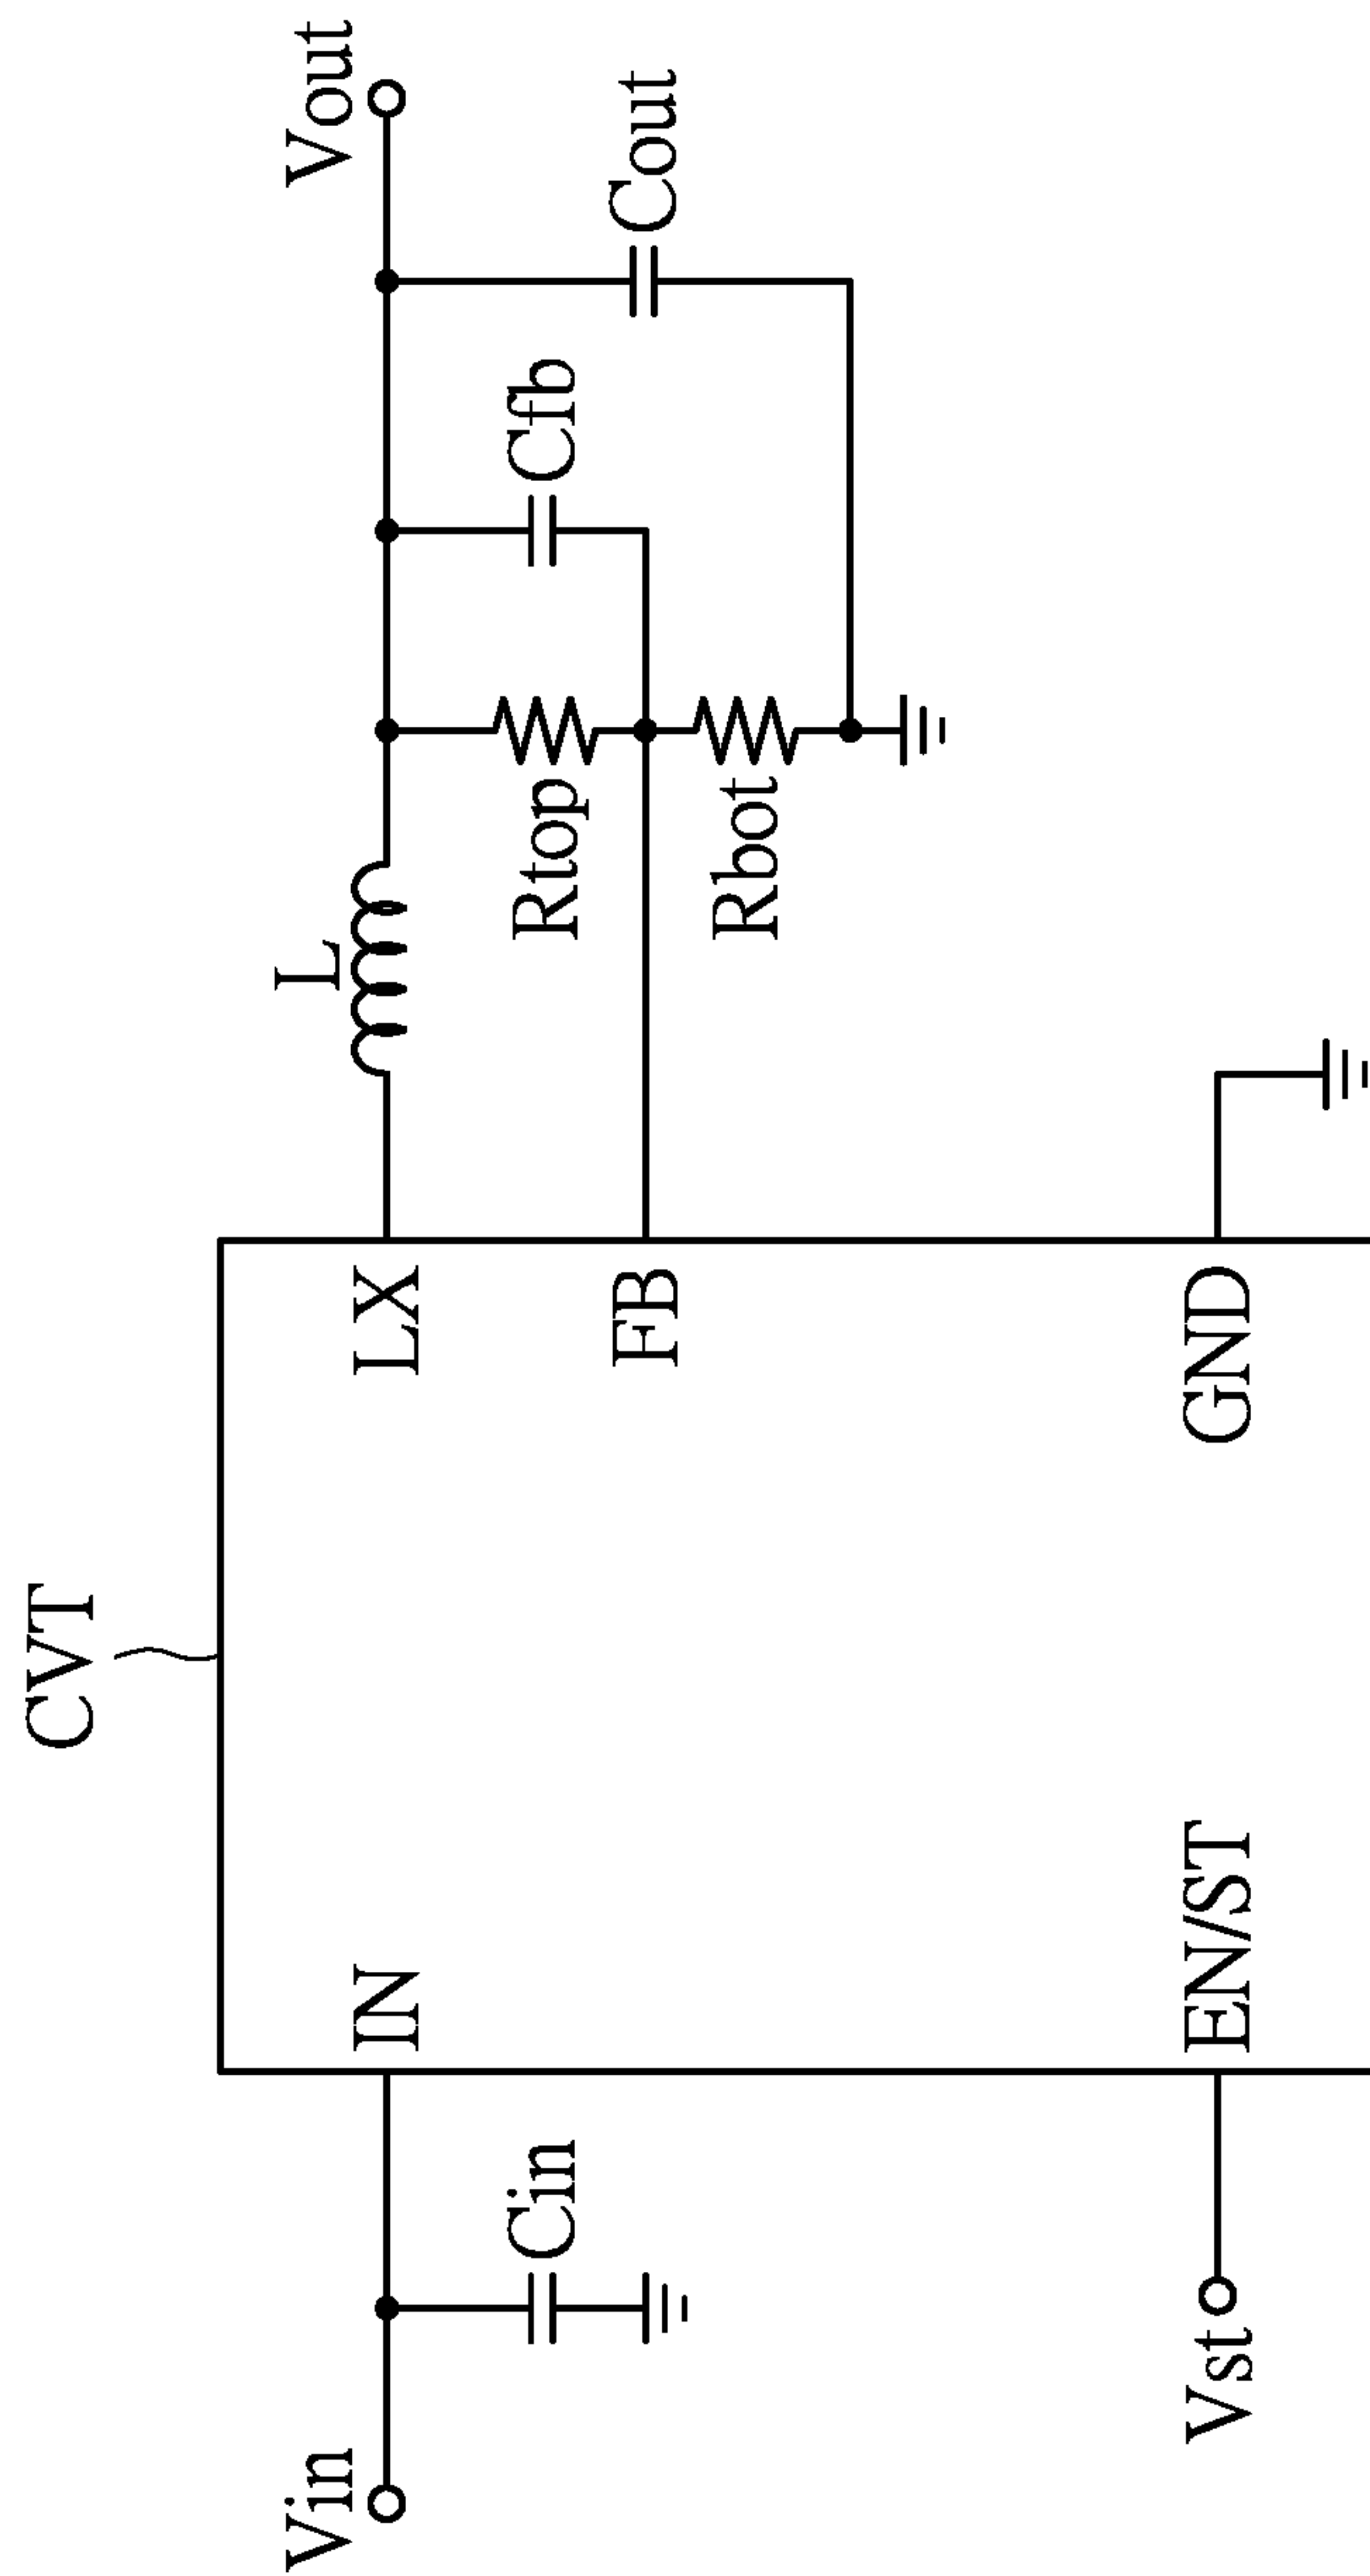 CVT
Vin
IN
LX
L
Vout
Cin
Rtop
Cfb
FB
Cout
Rbot
Vst
EN/ST
GND